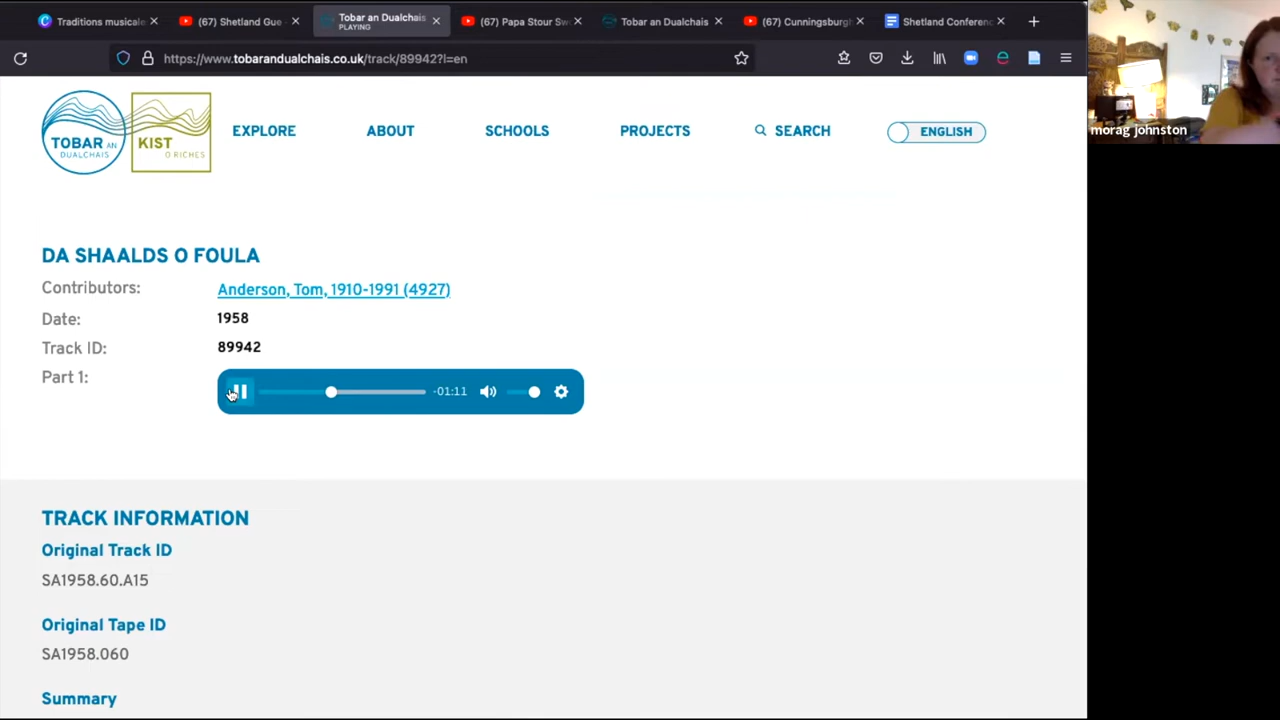 Traditions musicale
(67) Shetland Gue
Tobar an Dualchais
PLAYING
(67) Papa Stour Sw
Tobar an Dualchais
(67) Cunningsburgh
Shetland Conferenc
https://www.tobarandualchais.co.uk/track/89942?l=en
morag johnston
TOBAR AN
DUALCHAIS
KIST
O RICHES
EXPLORE
ABOUT
SCHOOLS
PROJECTS
SEARCH
ENGLISH
DA SHAALDS O FOULA
Contributors: Anderson, Tom, 1910-1991 (4927)
Date: 1958
Track ID: 89942
Part 1:
-01:11
TRACK INFORMATION
Original Track ID
SA1958.60.A15
Original Tape ID
SA1958.060
Summary